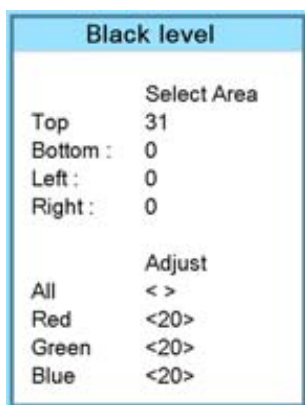 Black level
Select Area
Top 31
Bottom : 0
Left : 0
Right : 0
Adjust
All < >
Red <20>
Green <20>
Blue <20>